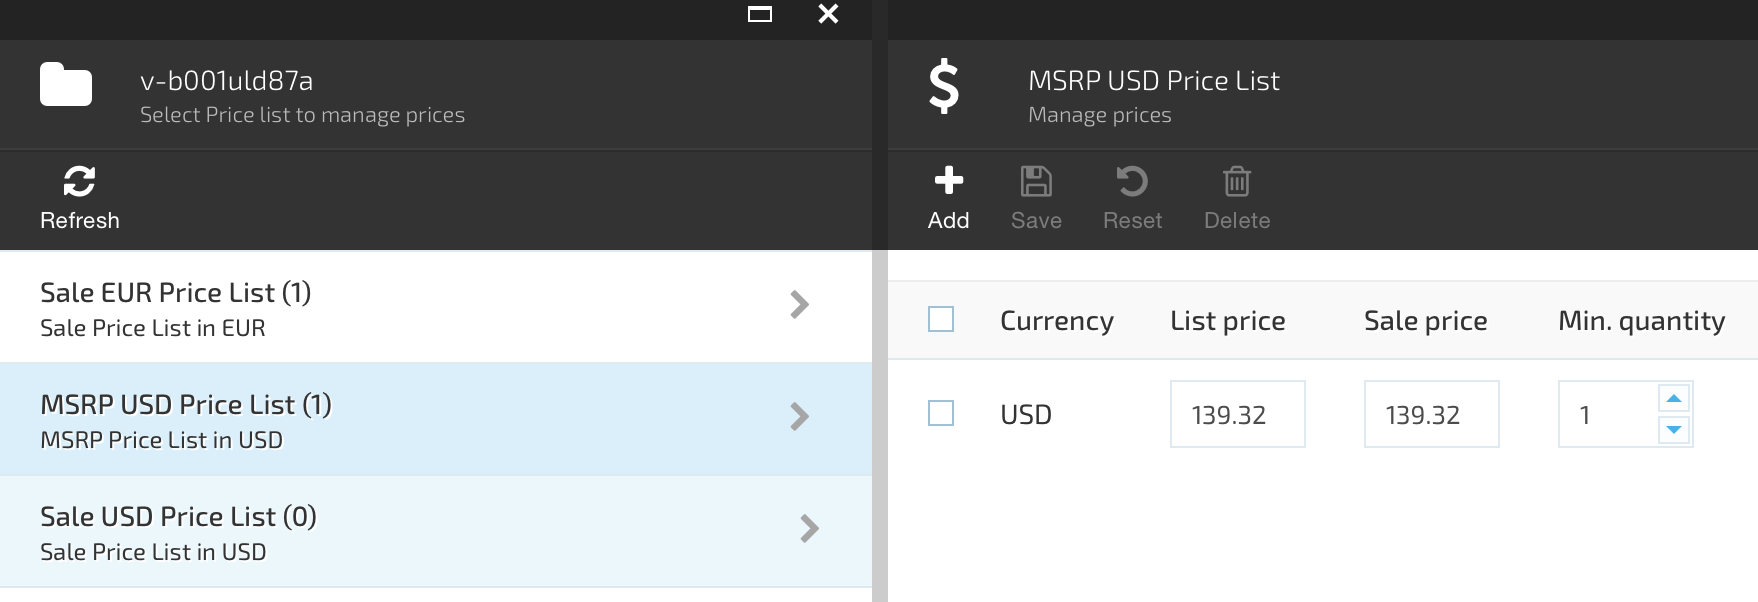 v-b001uld87a
Select Price list to manage prices
Refresh
Sale EUR Price List (1)
Sale Price List in EUR
MSRP USD Price List (1)
MSRP Price List in USD
Sale USD Price List (0)
Sale Price List in USD
MSRP USD Price List
Manage prices
Add Save Reset Delete
Currency List price Sale price Min. quantity
USD 139.32 139.32 1